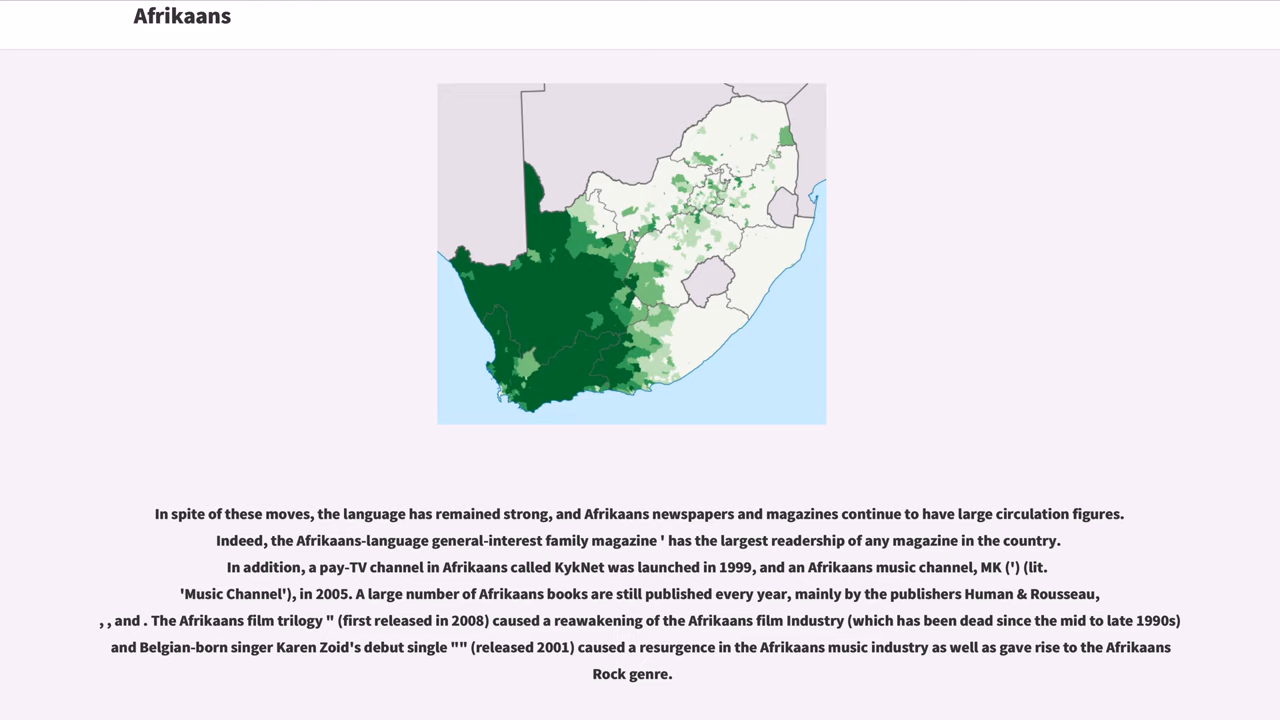 Afrikaans
In spite of these moves, the language has remained strong, and Afrikaans newspapers and magazines continue to have large circulation figures.
Indeed, the Afrikaans-language general-interest family magazine ' has the largest readership of any magazine in the country.
In addition, a pay-TV channel in Afrikaans called KykNet was launched in 1999, and an Afrikaans music channel, MK (') (lit.
'Music Channel'), in 2005. A large number of Afrikaans books are still published every year, mainly by the publishers Human & Rousseau,
, , and . The Afrikaans film trilogy " (first released in 2008) caused a reawakening of the Afrikaans film Industry (which has been dead since the mid to late 1990s)
and Belgian-born singer Karen Zoid's debut single "" (released 2001) caused a resurgence in the Afrikaans music industry as well as gave rise to the Afrikaans
Rock genre.